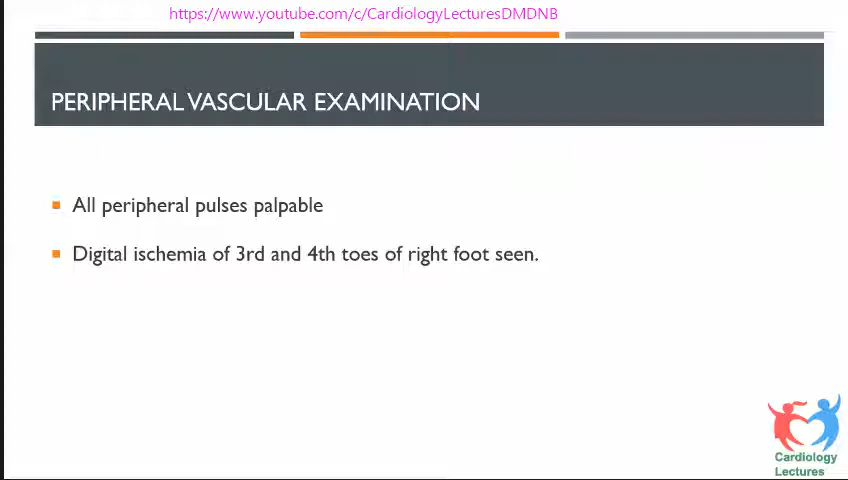 https://www.youtube.com/c/CardiologyLecturesDMDNB
PERIPHERAL VASCULAR EXAMINATION
All peripheral pulses palpable
Digital ischemia of 3rd and 4th toes of right foot seen.
Cardiology
Lectures